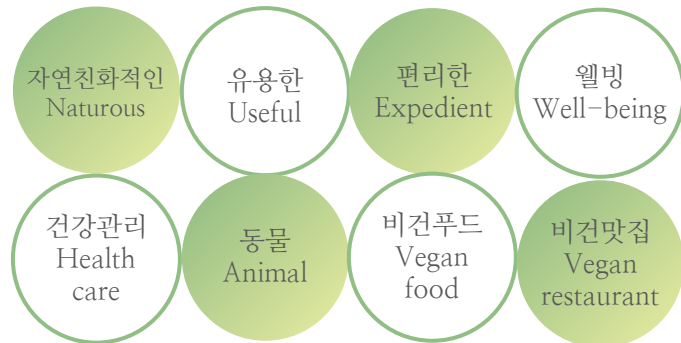 자연친화적인
Naturous
유용한
Useful
편리한
Expedient
웰빙
Well-being
건강관리
Health
care
동물
Animal
비건푸드
Vegan
food
비건맛집
Vegan
restaurant